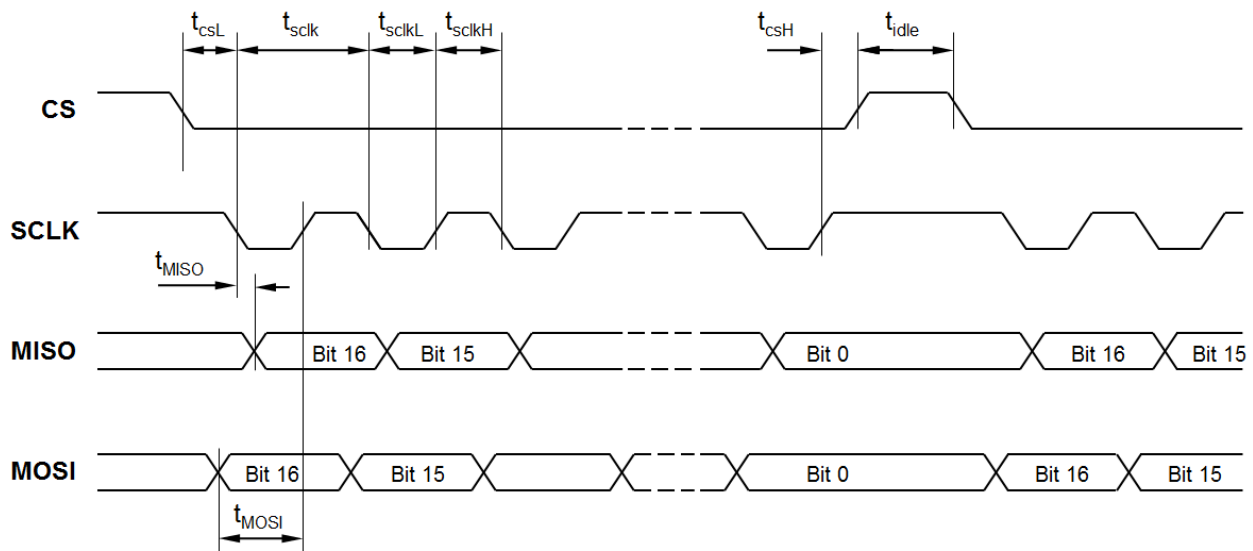 tcsL tsclk tsclkL tsclkH tcsH tidle
CS
SCLK
tMISO
MISO Bit 16 Bit 15 Bit 0 Bit 16 Bit 15
MOSI Bit 16 Bit 15 Bit 0 Bit 16 Bit 15
tMOSI